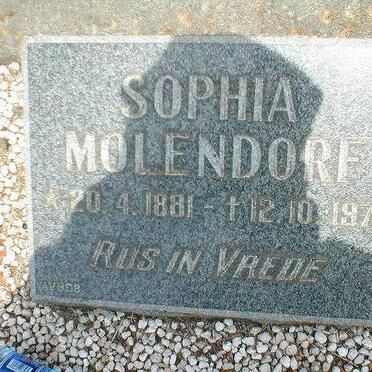 SOPHIA
MOLENDORF
* 20.4.1881 - † 12.10.197
RUS IN VREDE